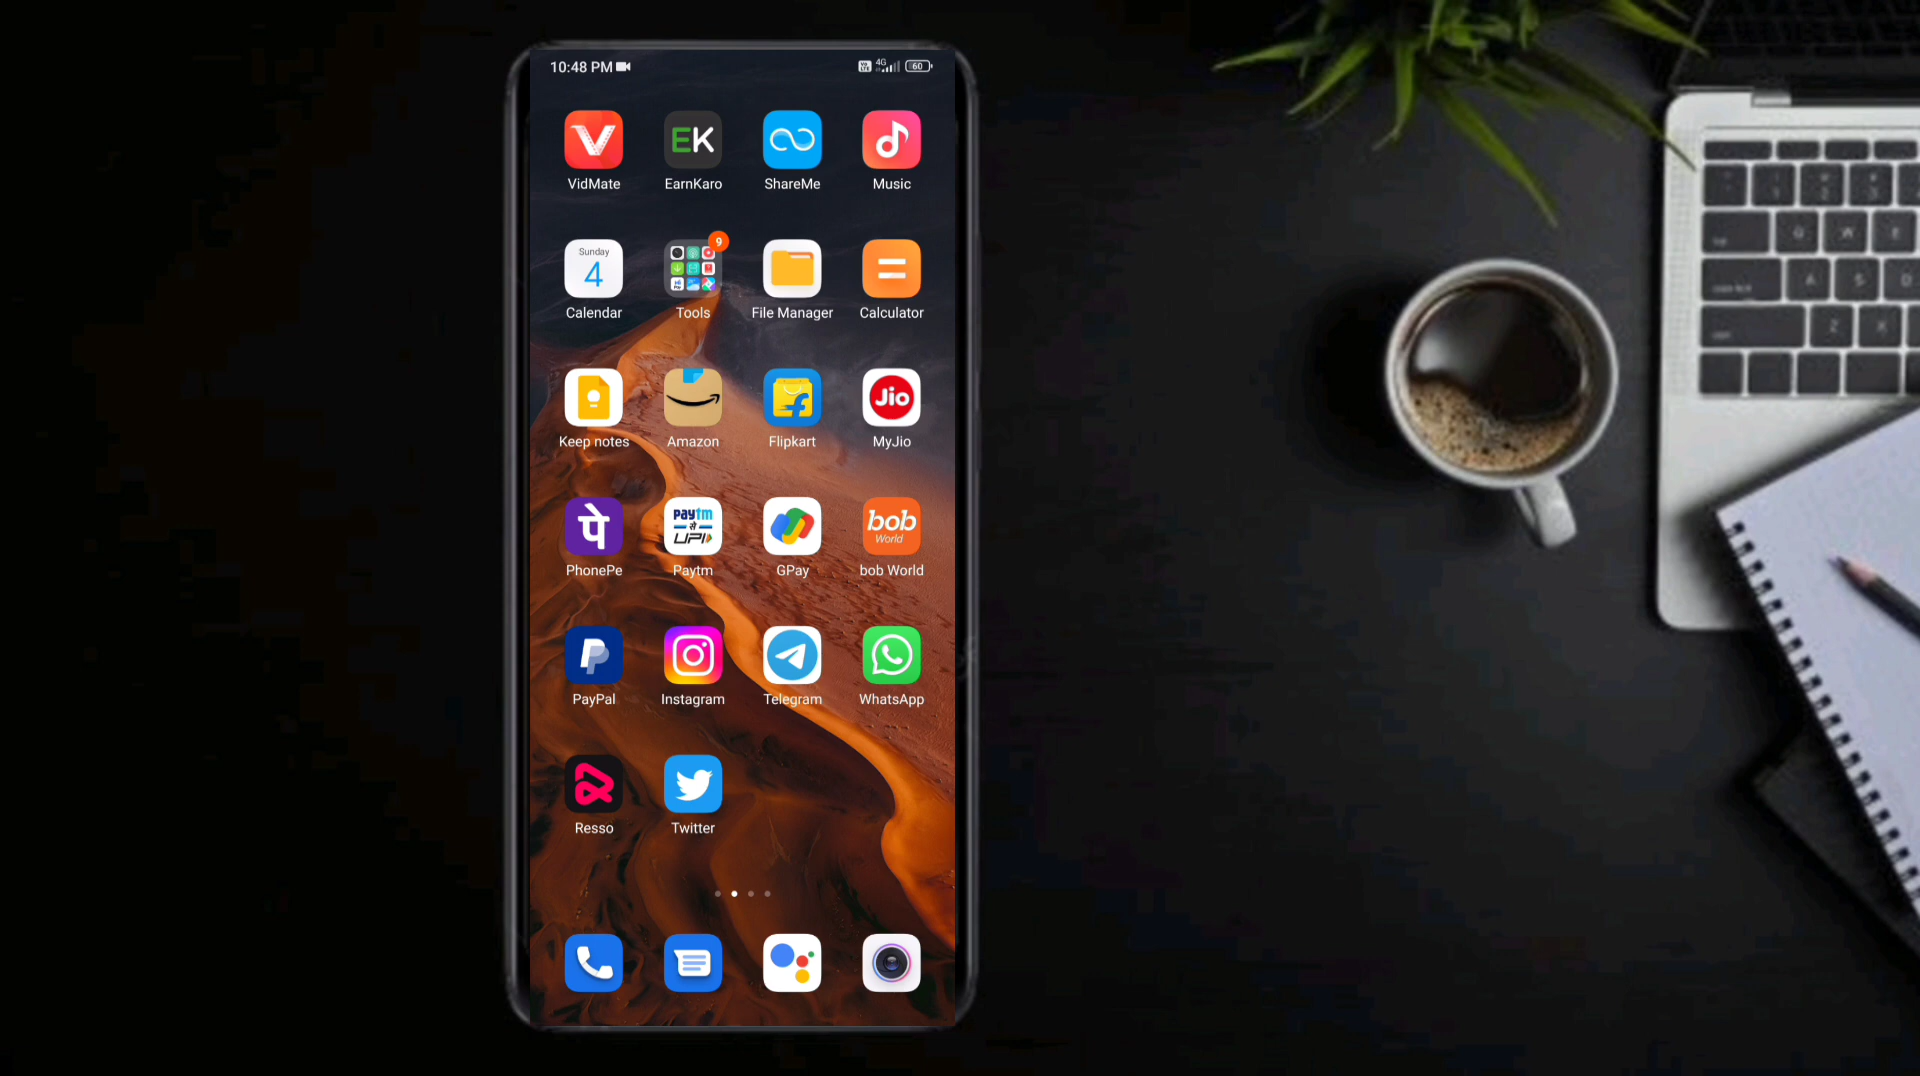 10:48 PM 4G 60
V EK
VidMate EarnKaro ShareMe Music
Sunday 9
4
Calendar Tools File Manager Calculator
Jio
Keep notes Amazon Flipkart MyJio
पे paytm से UPI bob World
PhonePe Paytm GPay bob World
PayPal Instagram Telegram WhatsApp
Resso Twitter
Q W E
A S D
Z X